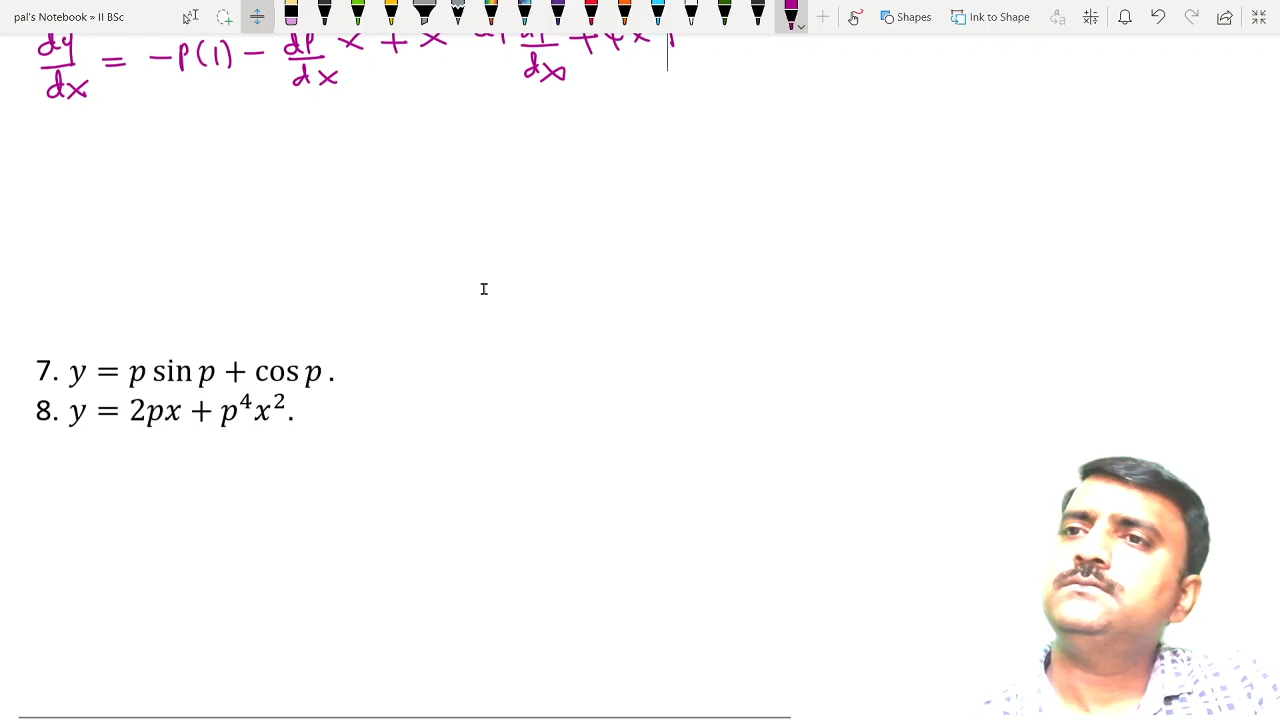 pal's Notebook » II BSc
Shapes
Ink to Shape
dy/dx = -p(1) - dp/dx x + x
7. y = p sin p + cos p .
8. y = 2px + p⁴x².